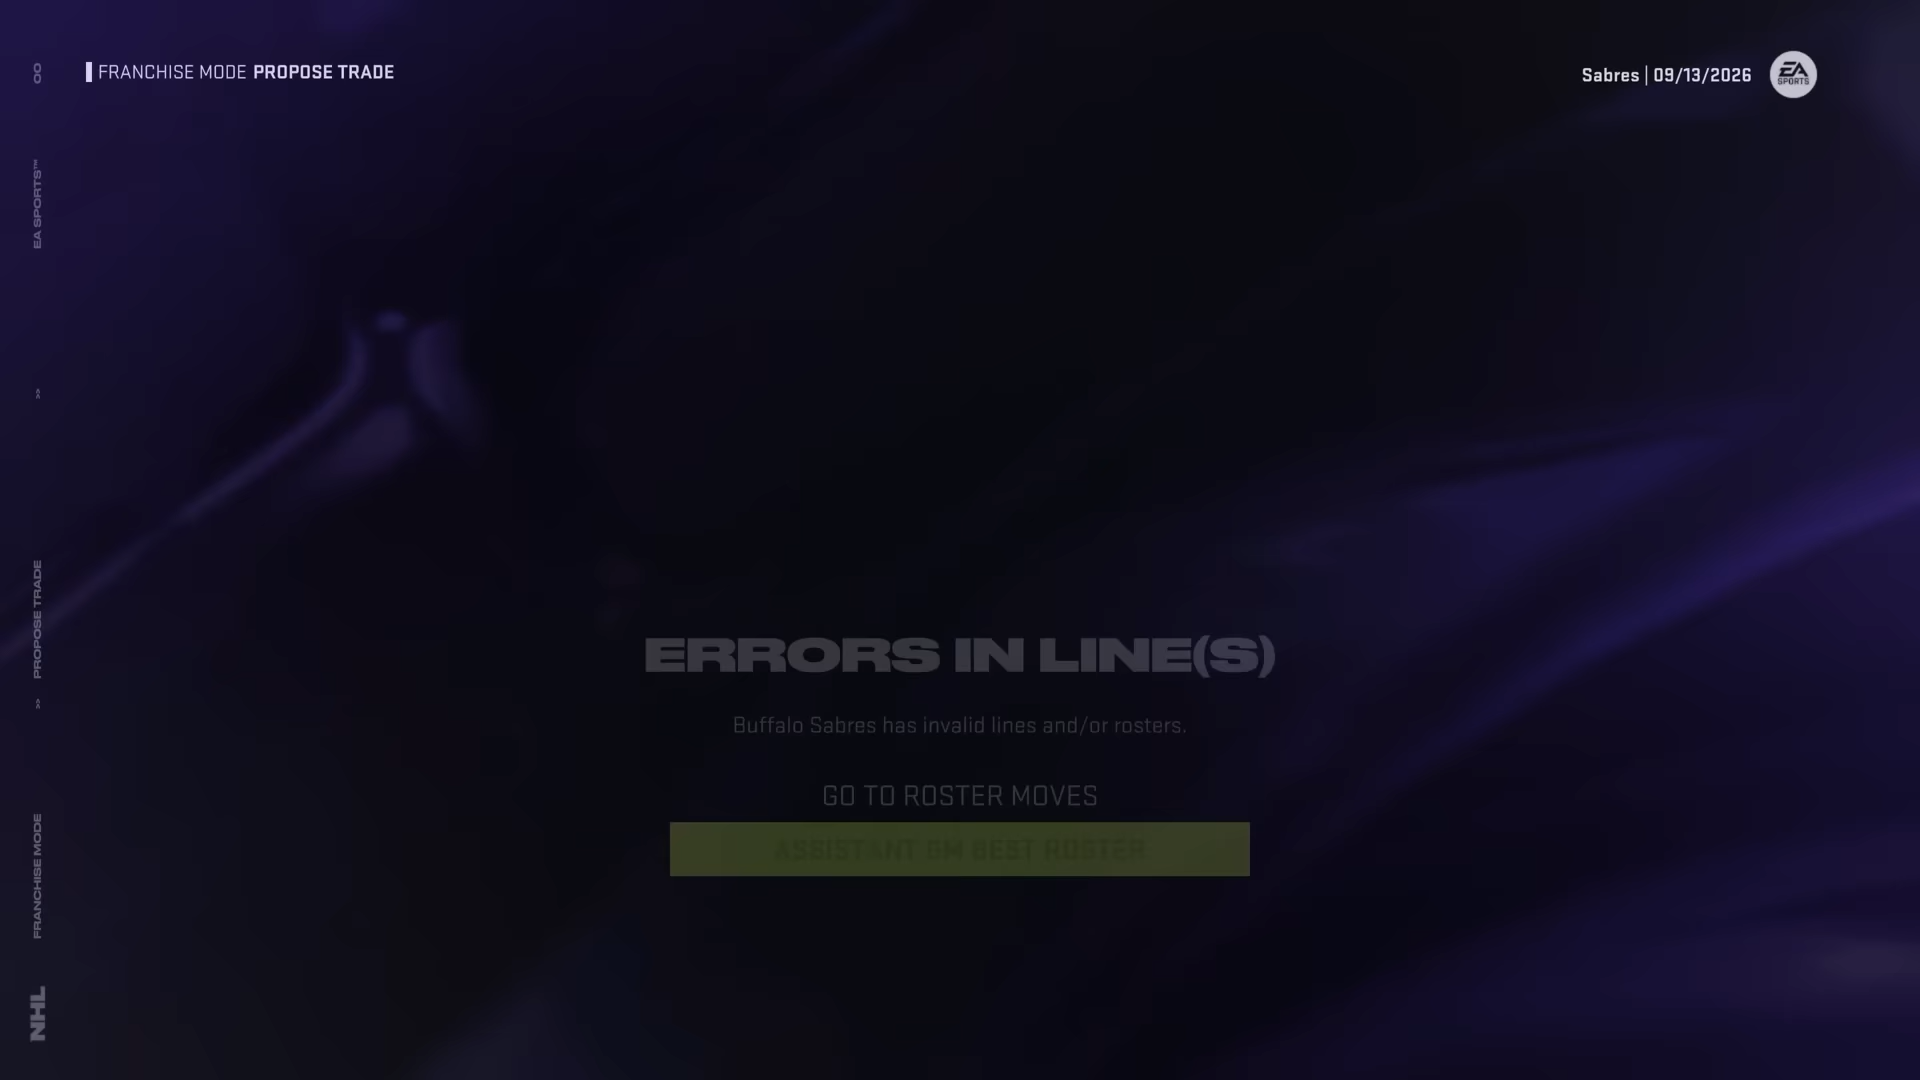 FRANCHISE MODE PROPOSE TRADE
Sabres | 09/13/2026
EA SPORTS
EA SPORTS™
PROPOSE TRADE
FRANCHISE MODE
NHL
ERRORS IN LINE(S)
Buffalo Sabres has invalid lines and/or rosters.
GO TO ROSTER MOVES
ASSISTANT GM BEST ROSTER